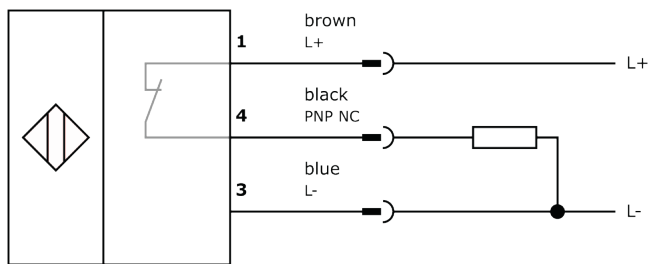 brown
1 L+ L+
black
4 PNP NC
blue
3 L- L-